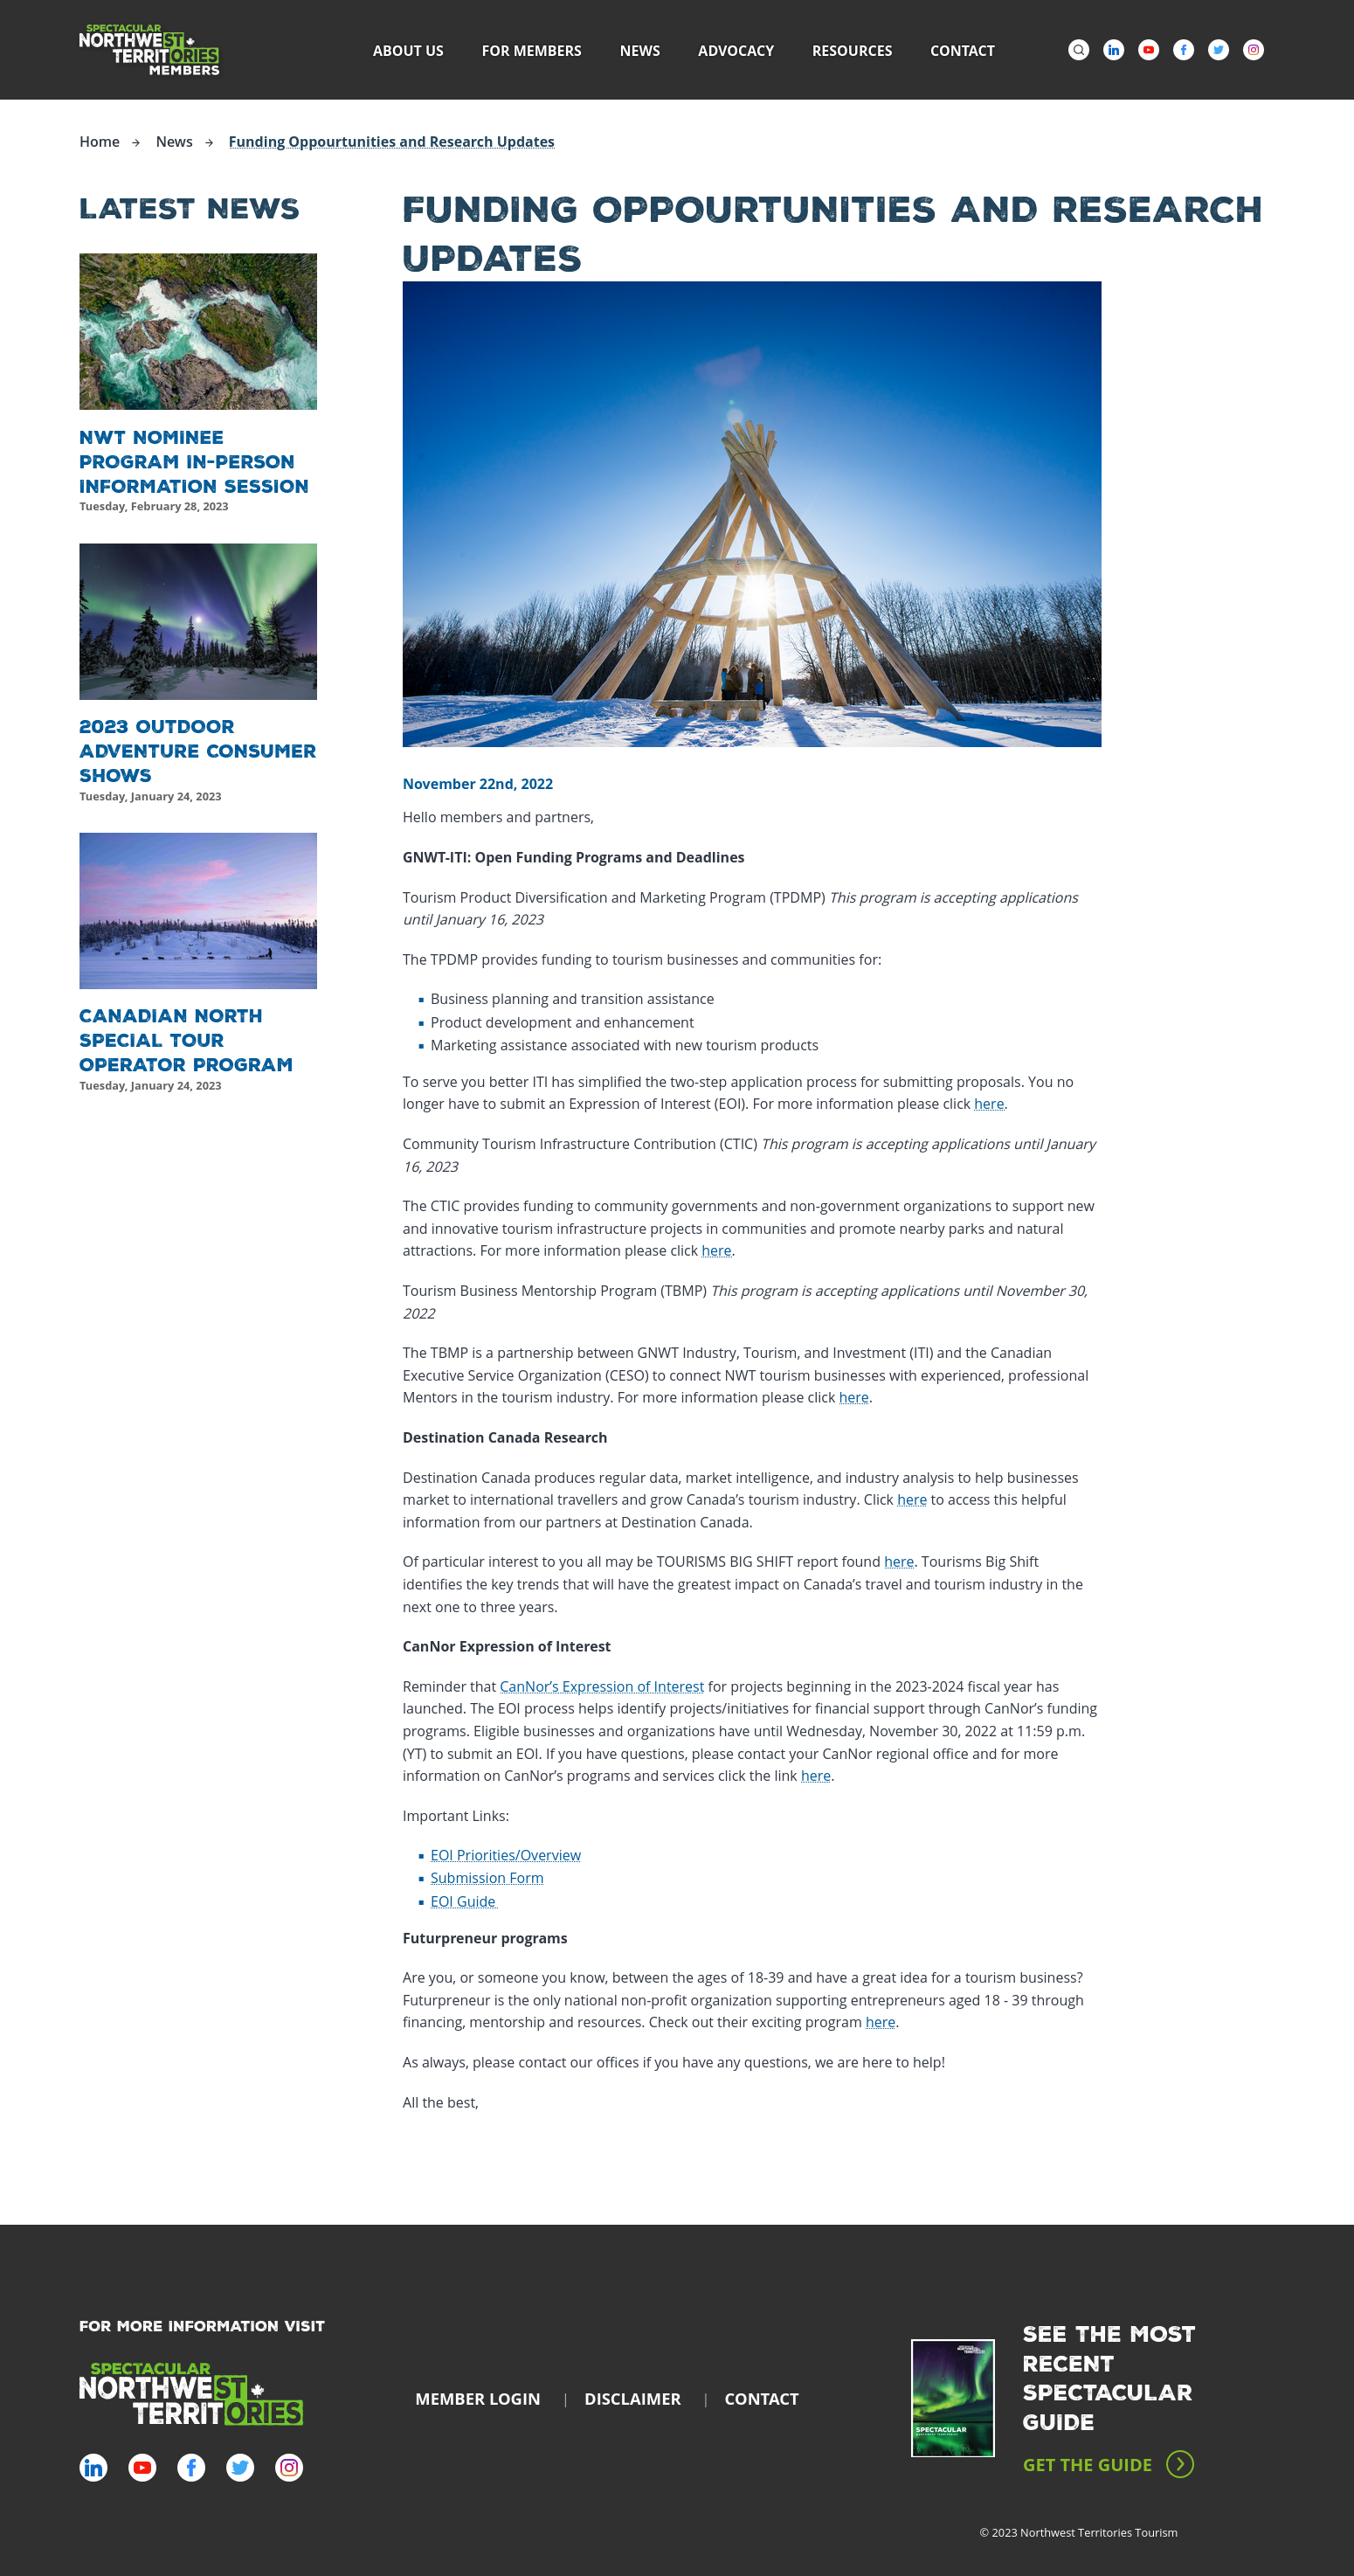 SPECTACULAR
NORTHWEST
TERRITORIES
MEMBERS
ABOUT US
FOR MEMBERS
NEWS
ADVOCACY
RESOURCES
CONTACT
Home → News → Funding Oppourtunities and Research Updates
LATEST NEWS
NWT NOMINEE
PROGRAM IN-PERSON
INFORMATION SESSION
Tuesday, February 28, 2023
2023 OUTDOOR
ADVENTURE CONSUMER
SHOWS
Tuesday, January 24, 2023
CANADIAN NORTH
SPECIAL TOUR
OPERATOR PROGRAM
Tuesday, January 24, 2023
FUNDING OPPOURTUNITIES AND RESEARCH
UPDATES
November 22nd, 2022
Hello members and partners,
GNWT-ITI: Open Funding Programs and Deadlines
Tourism Product Diversification and Marketing Program (TPDMP) This program is accepting applications
until January 16, 2023
The TPDMP provides funding to tourism businesses and communities for:
▪ Business planning and transition assistance
▪ Product development and enhancement
▪ Marketing assistance associated with new tourism products
To serve you better ITI has simplified the two-step application process for submitting proposals. You no
longer have to submit an Expression of Interest (EOI). For more information please click here.
Community Tourism Infrastructure Contribution (CTIC) This program is accepting applications until January
16, 2023
The CTIC provides funding to community governments and non-government organizations to support new
and innovative tourism infrastructure projects in communities and promote nearby parks and natural
attractions. For more information please click here.
Tourism Business Mentorship Program (TBMP) This program is accepting applications until November 30,
2022
The TBMP is a partnership between GNWT Industry, Tourism, and Investment (ITI) and the Canadian
Executive Service Organization (CESO) to connect NWT tourism businesses with experienced, professional
Mentors in the tourism industry. For more information please click here.
Destination Canada Research
Destination Canada produces regular data, market intelligence, and industry analysis to help businesses
market to international travellers and grow Canada’s tourism industry. Click here to access this helpful
information from our partners at Destination Canada.
Of particular interest to you all may be TOURISMS BIG SHIFT report found here. Tourisms Big Shift
identifies the key trends that will have the greatest impact on Canada’s travel and tourism industry in the
next one to three years.
CanNor Expression of Interest
Reminder that CanNor’s Expression of Interest for projects beginning in the 2023-2024 fiscal year has
launched. The EOI process helps identify projects/initiatives for financial support through CanNor’s funding
programs. Eligible businesses and organizations have until Wednesday, November 30, 2022 at 11:59 p.m.
(YT) to submit an EOI. If you have questions, please contact your CanNor regional office and for more
information on CanNor’s programs and services click the link here.
Important Links:
▪ EOI Priorities/Overview
▪ Submission Form
▪ EOI Guide
Futurpreneur programs
Are you, or someone you know, between the ages of 18-39 and have a great idea for a tourism business?
Futurpreneur is the only national non-profit organization supporting entrepreneurs aged 18 - 39 through
financing, mentorship and resources. Check out their exciting program here.
As always, please contact our offices if you have any questions, we are here to help!
All the best,
FOR MORE INFORMATION VISIT
SPECTACULAR
NORTHWEST
TERRITORIES
MEMBER LOGIN | DISCLAIMER | CONTACT
SPECTACULAR
SEE THE MOST
RECENT
SPECTACULAR
GUIDE
GET THE GUIDE
© 2023 Northwest Territories Tourism